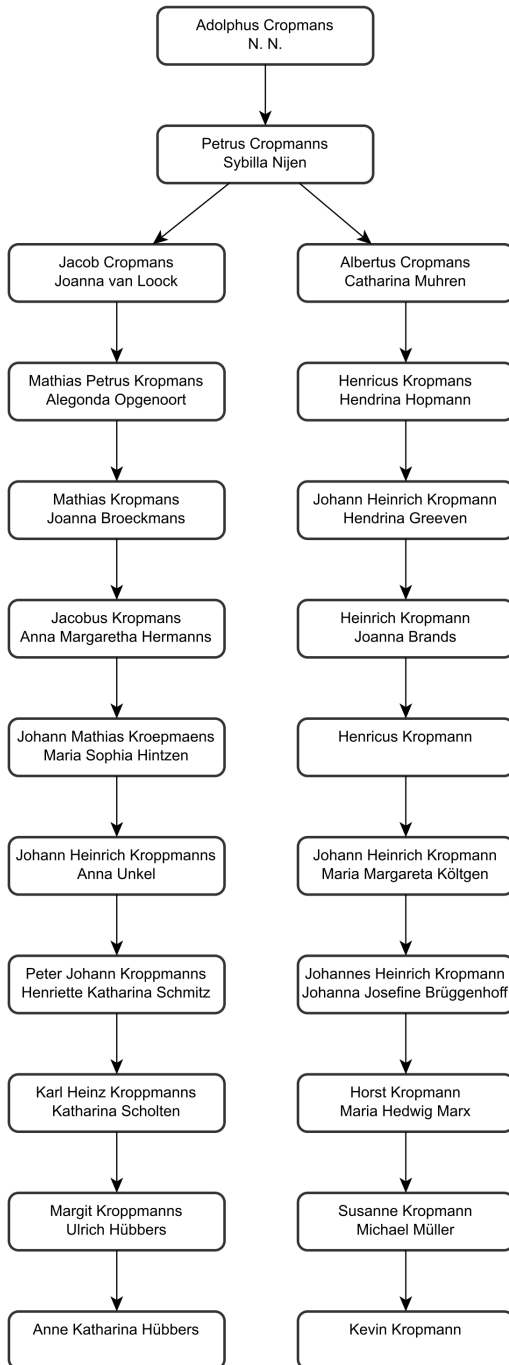 Adolphus Cropmans
N. N.
Petrus Cropmanns
Sybilla Nijen
Jacob Cropmans
Joanna van Loock
Albertus Cropmans
Catharina Muhren
Mathias Petrus Kropmans
Alegonda Opgenoort
Henricus Kropmans
Hendrina Hopmann
Mathias Kropmans
Joanna Broeckmans
Johann Heinrich Kropmann
Hendrina Greeven
Jacobus Kropmans
Anna Margaretha Hermanns
Heinrich Kropmann
Joanna Brands
Johann Mathias Kroepmaens
Maria Sophia Hintzen
Henricus Kropmann
Johann Heinrich Kroppmanns
Anna Unkel
Johann Heinrich Kropmann
Maria Margareta Költgen
Peter Johann Kroppmanns
Henriette Katharina Schmitz
Johannes Heinrich Kropmann
Johanna Josefine Brüggenhoff
Karl Heinz Kroppmanns
Katharina Scholten
Horst Kropmann
Maria Hedwig Marx
Margit Kroppmanns
Ulrich Hübbers
Susanne Kropmann
Michael Müller
Anne Katharina Hübbers
Kevin Kropmann